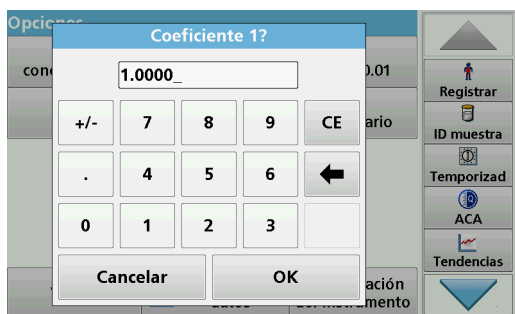 Opciones
Coeficiente 1?
1.0000_
+/- 7 8 9 CE
. 4 5 6
0 1 2 3
Cancelar OK
Registrar
ID muestra
Temporizad
ACA
Tendencias